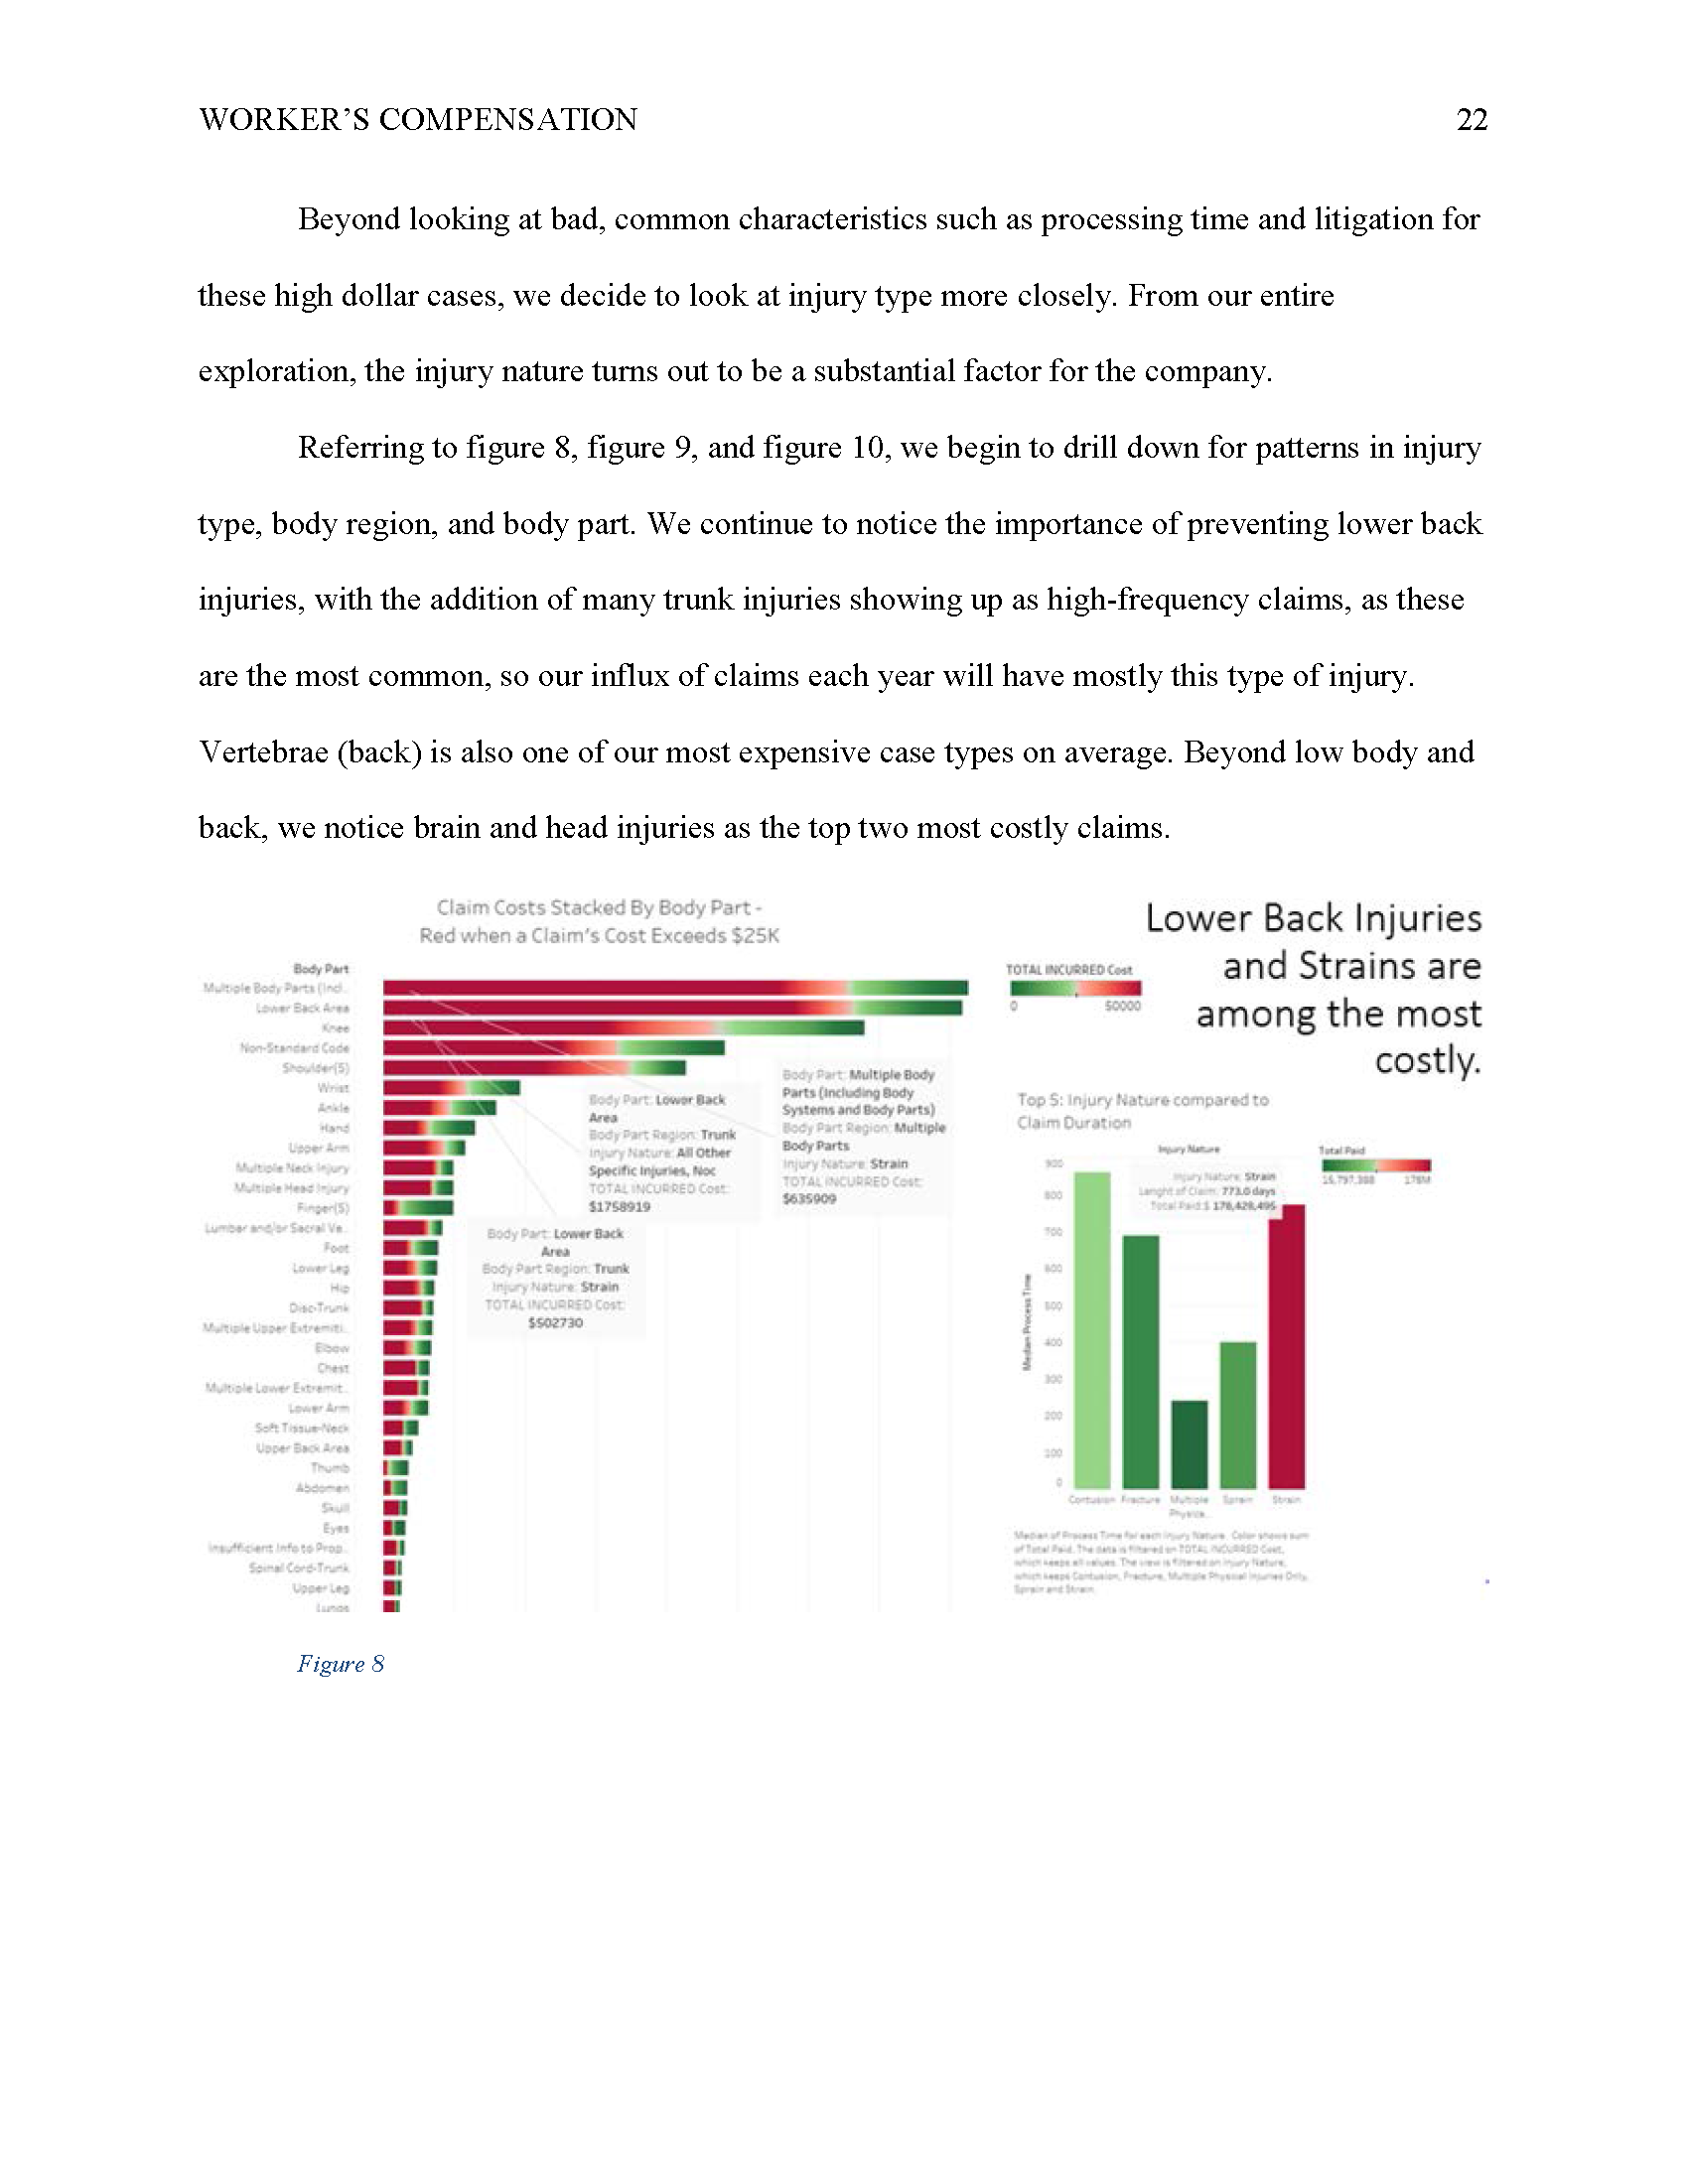 WORKER’S COMPENSATION 22
Beyond looking at bad, common characteristics such as processing time and litigation for
these high dollar cases, we decide to look at injury type more closely. From our entire
exploration, the injury nature turns out to be a substantial factor for the company.
Referring to figure 8, figure 9, and figure 10, we begin to drill down for patterns in injury
type, body region, and body part. We continue to notice the importance of preventing lower back
injuries, with the addition of many trunk injuries showing up as high-frequency claims, as these
are the most common, so our influx of claims each year will have mostly this type of injury.
Vertebrae (back) is also one of our most expensive case types on average. Beyond low body and
back, we notice brain and head injuries as the top two most costly claims.
Claim Costs Stacked By Body Part -
Red when a Claim's Cost Exceeds $25K
Body Part
Multiple Body Parts (Incl..
Lower Back Area
Knee
Non-Standard Code
Shoulder(S)
Wrist
Ankle
Hand
Upper Arm
Multiple Neck Injury
Multiple Head Injury
Finger(S)
Lumbar and/or Sacral Ve..
Foot
Lower Leg
Hip
Disc-Trunk
Multiple Upper Extremiti..
Elbow
Chest
Multiple Lower Extremit..
Lower Arm
Soft Tissue-Neck
Upper Back Area
Thumb
Abdomen
Skull
Eyes
Insufficient Info to Prop..
Spinal Cord-Trunk
Upper Leg
Lungs
Body Part: Lower Back
Area
Body Part Region: Trunk
Injury Nature: All Other
Specific Injuries, Noc
TOTAL INCURRED Cost:
$1758919
Body Part: Multiple Body
Parts (Including Body
Systems and Body Parts)
Body Part Region: Multiple
Body Parts
Injury Nature: Strain
TOTAL INCURRED Cost:
$635909
Body Part: Lower Back
Area
Body Part Region: Trunk
Injury Nature: Strain
TOTAL INCURRED Cost:
$502730
TOTAL INCURRED Cost
0 50000
Lower Back Injuries
and Strains are
among the most
costly.
Top 5: Injury Nature compared to
Claim Duration
Injury Nature
Total Paid
15,797,388 178M
Injury Nature: Strain
Lenght of Claim: 773.0 days
Total Paid:$ 178,428,495
Median Process Time
900
800
700
600
500
400
300
200
100
0
Contusion Fracture Multiple Sprain Strain
Physica..
Median of Process Time for each Injury Nature. Color shows sum
of Total Paid. The data is filtered on TOTAL INCURRED Cost,
which keeps all values. The view is filtered on Injury Nature,
which keeps Contusion, Fracture, Multiple Physical Injuries Only,
Sprain and Strain.
Figure 8